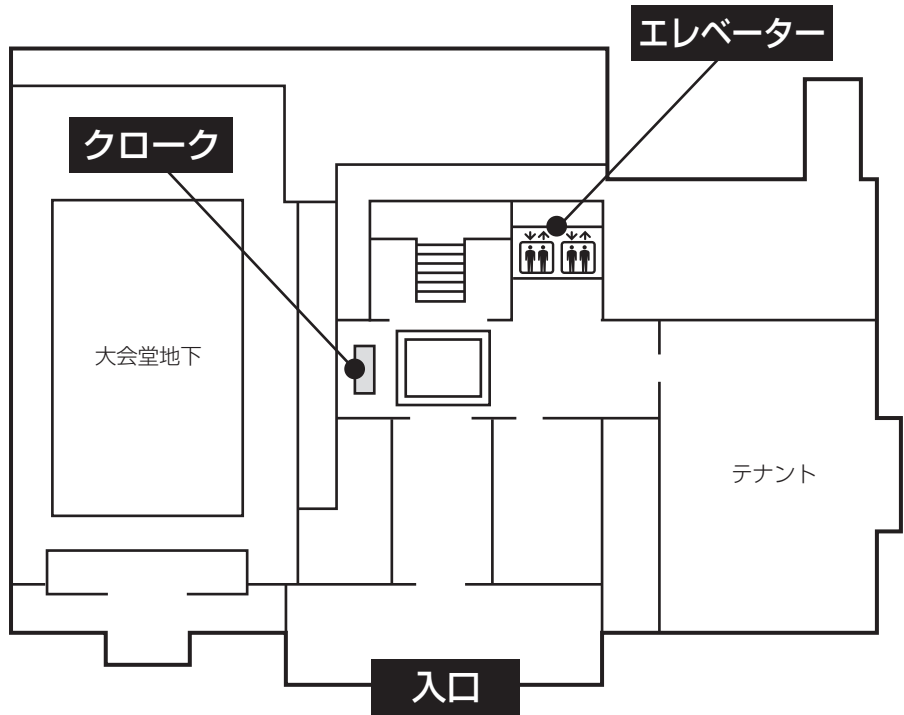 エレベーター
クローク
大会堂地下
テナント
入口